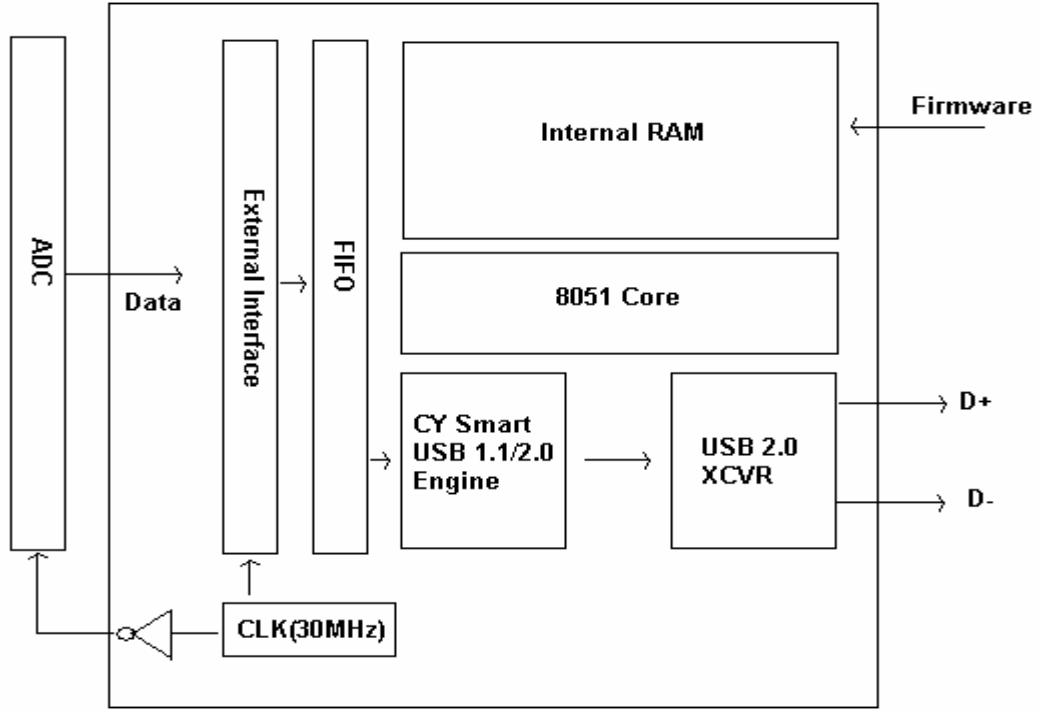 Firmware
Internal RAM
ADC
External Interface
FIFO
Data
8051 Core
CY Smart
USB 1.1/2.0
Engine
USB 2.0
XCVR
D+
D-
CLK(30MHz)